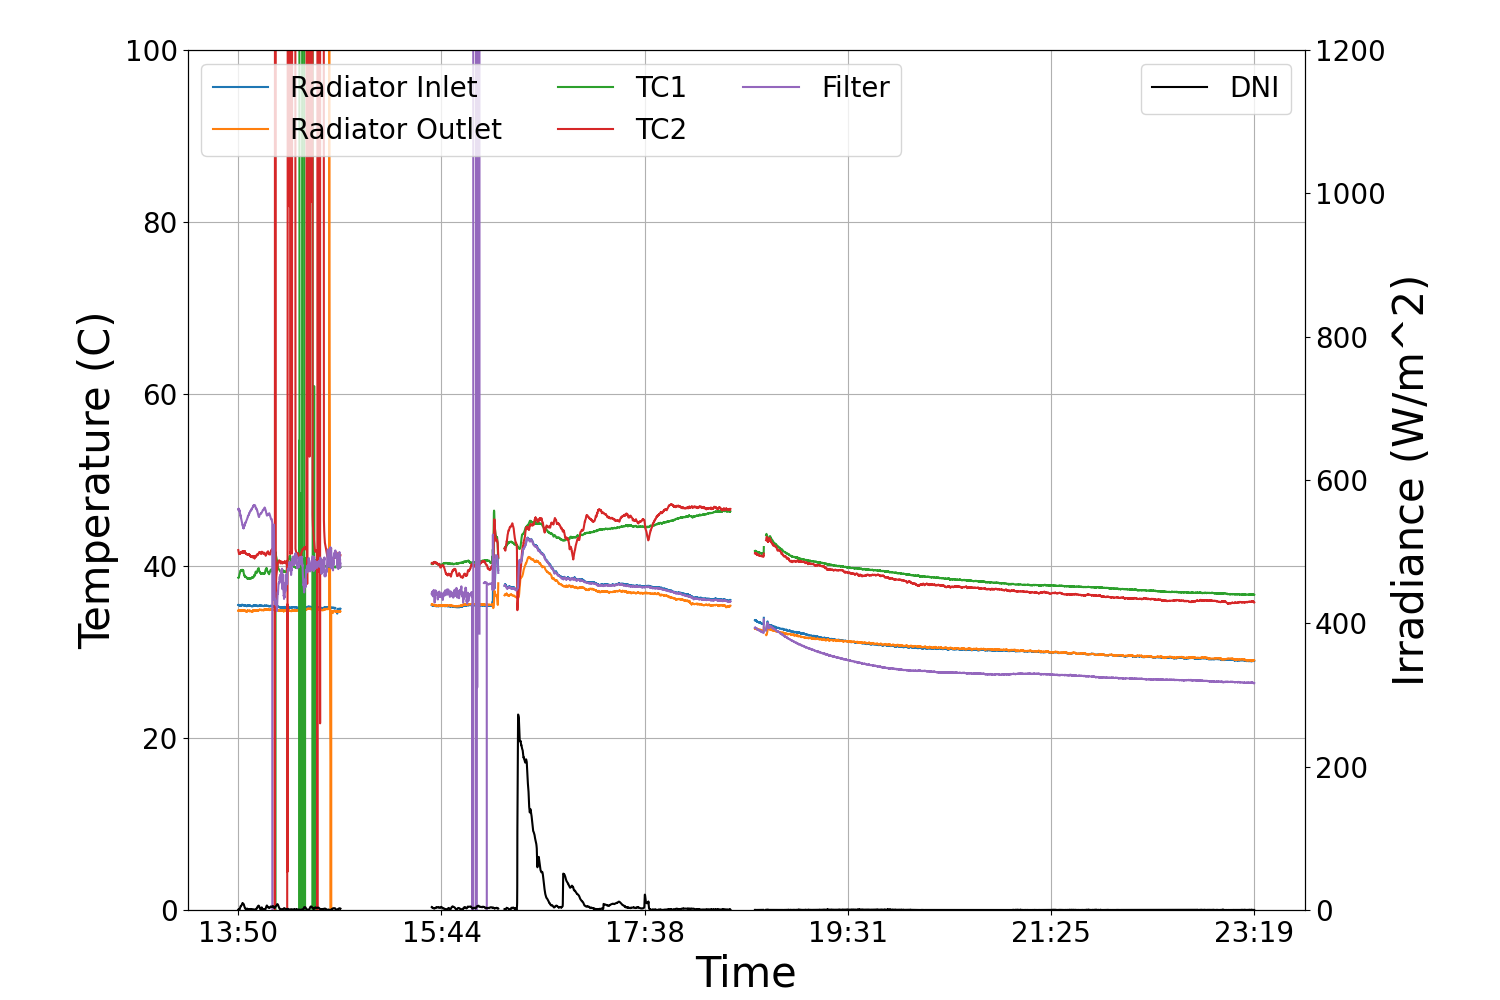 100
80
60
40
20
0
Temperature (C)
Radiator Inlet
Radiator Outlet
TC1
TC2
Filter
DNI
1200
1000
800
600
400
200
0
Irradiance (W/m^2)
13:50 15:44 17:38 19:31 21:25 23:19
Time